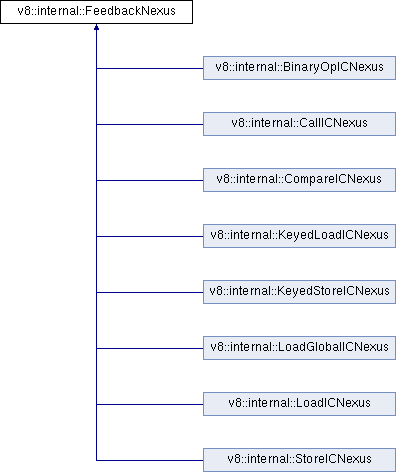 v8::internal::FeedbackNexus
v8::internal::BinaryOpICNexus
v8::internal::CallICNexus
v8::internal::CompareICNexus
v8::internal::KeyedLoadICNexus
v8::internal::KeyedStoreICNexus
v8::internal::LoadGlobalICNexus
v8::internal::LoadICNexus
v8::internal::StoreICNexus